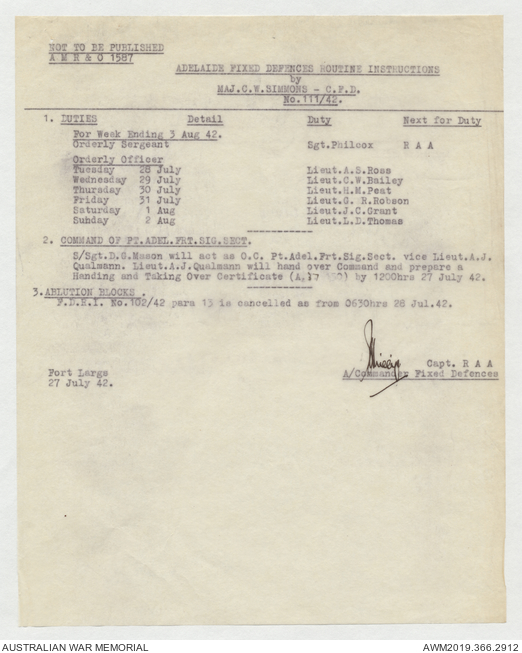 NOT TO BE PUBLISHED
A M R & O 1587
ADELAIDE FIXED DEFENCES ROUTINE INSTRUCTIONS
by
MAJ.C.W.SIMMONS - C.F.D.
No.111/42.
1. DUTIES Detail Duty Next for Duty
For Week Ending 3 Aug 42.
Orderly Sergeant Sgt.Philcox R A A
Orderly Officer
Tuesday 28 July Lieut.A.S.Ross
Wednesday 29 July Lieut.C.W.Bailey
Thursday 30 July Lieut.H.M.Peat
Friday 31 July Lieut.G. R.Robson
Saturday 1 Aug Lieut.J.C.Grant
Sunday 2 Aug Lieut.L.D.Thomas
2. COMMAND OF PT.ADEL.FRT.SIG.SECT.
S/Sgt.D.G.Mason will act as O.C. Pt.Adel.Frt.Sig.Sect. vice Lieut.A.J.
Qualmann. Lieut.A.J.Qualmann will hand over Command and prepare a
Handing and Taking Over Certificate by 1200hrs 27 July 42.
3.ABLUTION BLOCKS .
F.D.R.I. No.102/42 para 13 is cancelled as from 0630hrs 28 Jul.42.
Capt. R A A
Fort Largs A/Commander Fixed Defences
27 July 42.
AUSTRALIAN WAR MEMORIAL AWM2019.366.2912